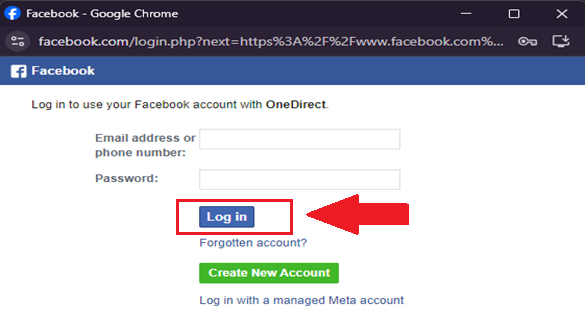 Facebook - Google Chrome
facebook.com/login.php?next=https%3A%2F%2Fwww.facebook.com%...
Facebook
Log in to use your Facebook account with OneDirect.
Email address or
phone number:
Password:
Log in
Forgotten account?
Create New Account
Log in with a managed Meta account